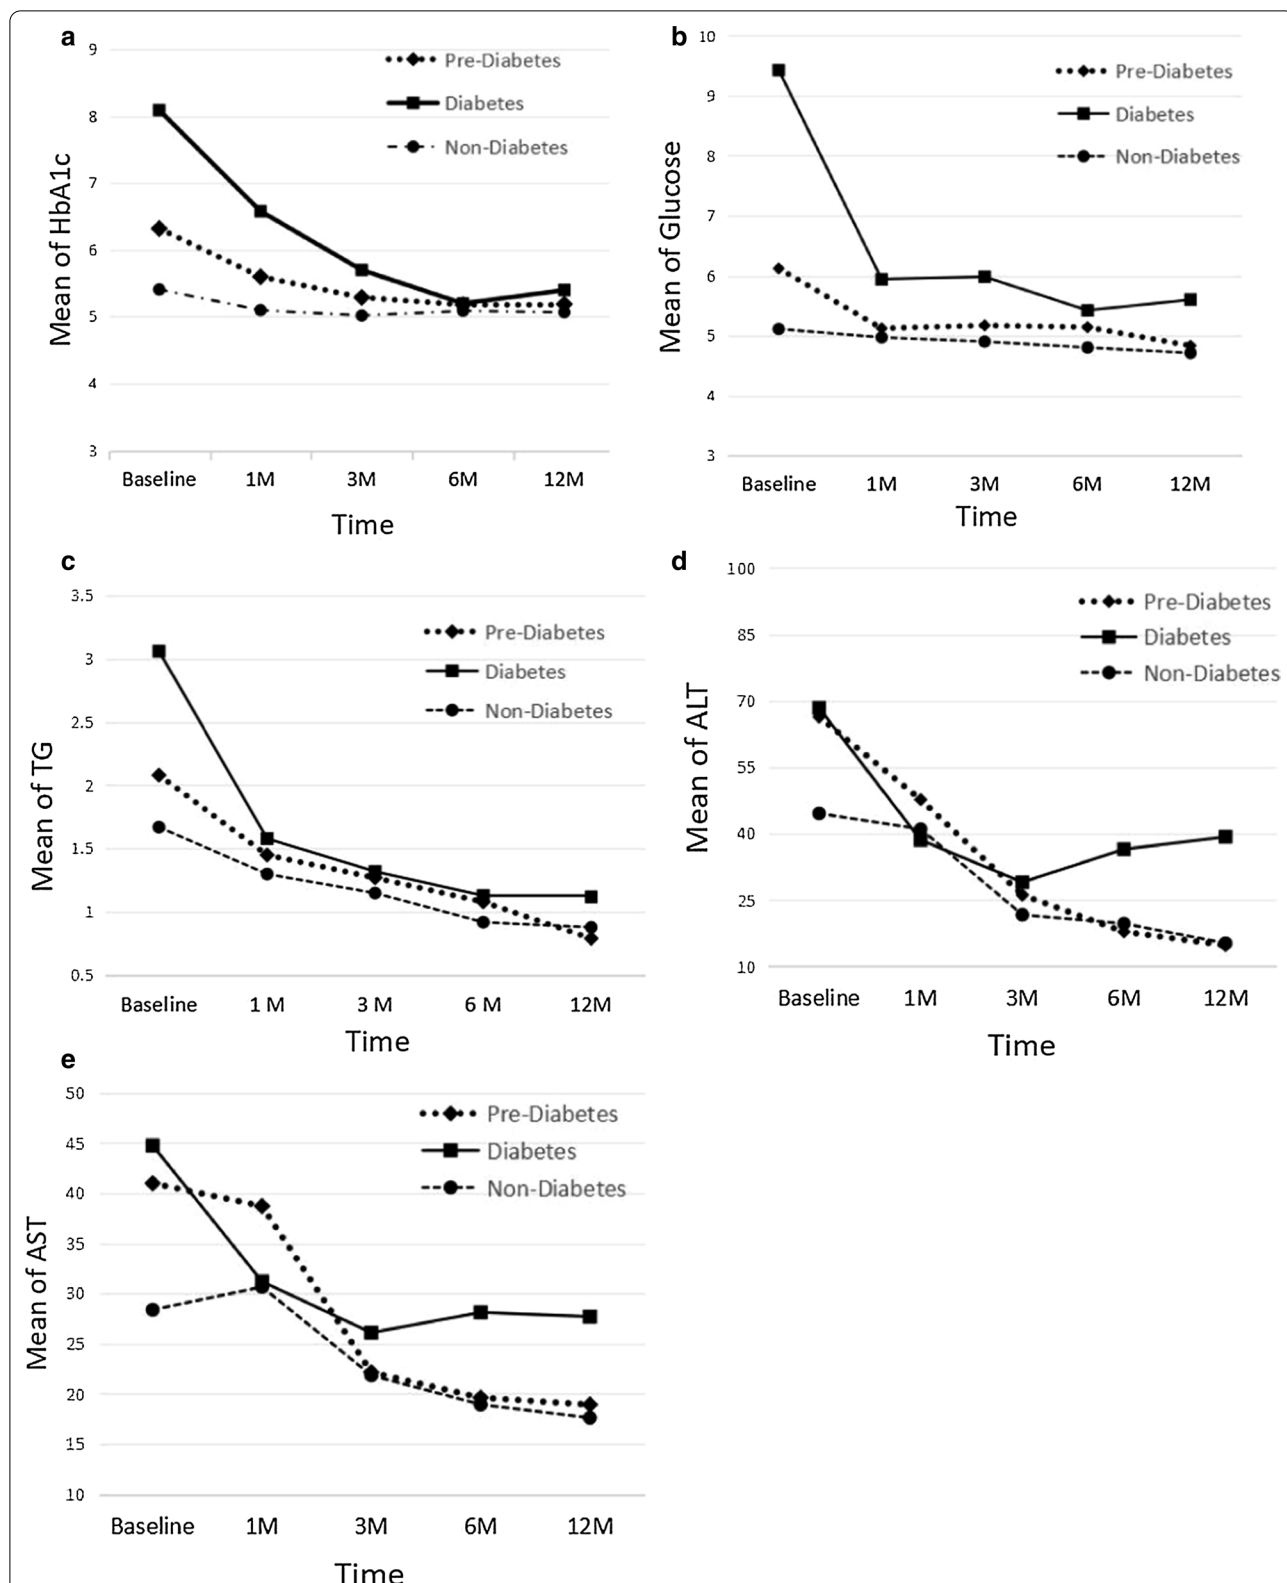 a
9
8
7
6
5
4
3
Mean of HbA1c
Pre-Diabetes
Diabetes
Non-Diabetes
Baseline 1M 3M 6M 12M
Time
b
10
9
8
7
6
5
4
3
Mean of Glucose
Pre-Diabetes
Diabetes
Non-Diabetes
Baseline 1M 3M 6M 12M
Time
c
3.5
3
2.5
2
1.5
1
0.5
Mean of TG
Pre-Diabetes
Diabetes
Non-Diabetes
Baseline 1 M 3 M 6 M 12M
Time
d
100
85
70
55
40
25
10
Mean of ALT
Pre-Diabetes
Diabetes
Non-Diabetes
Baseline 1M 3M 6M 12M
Time
e
50
45
40
35
30
25
20
15
10
Mean of AST
Pre-Diabetes
Diabetes
Non-Diabetes
Baseline 1M 3M 6M 12M
Time